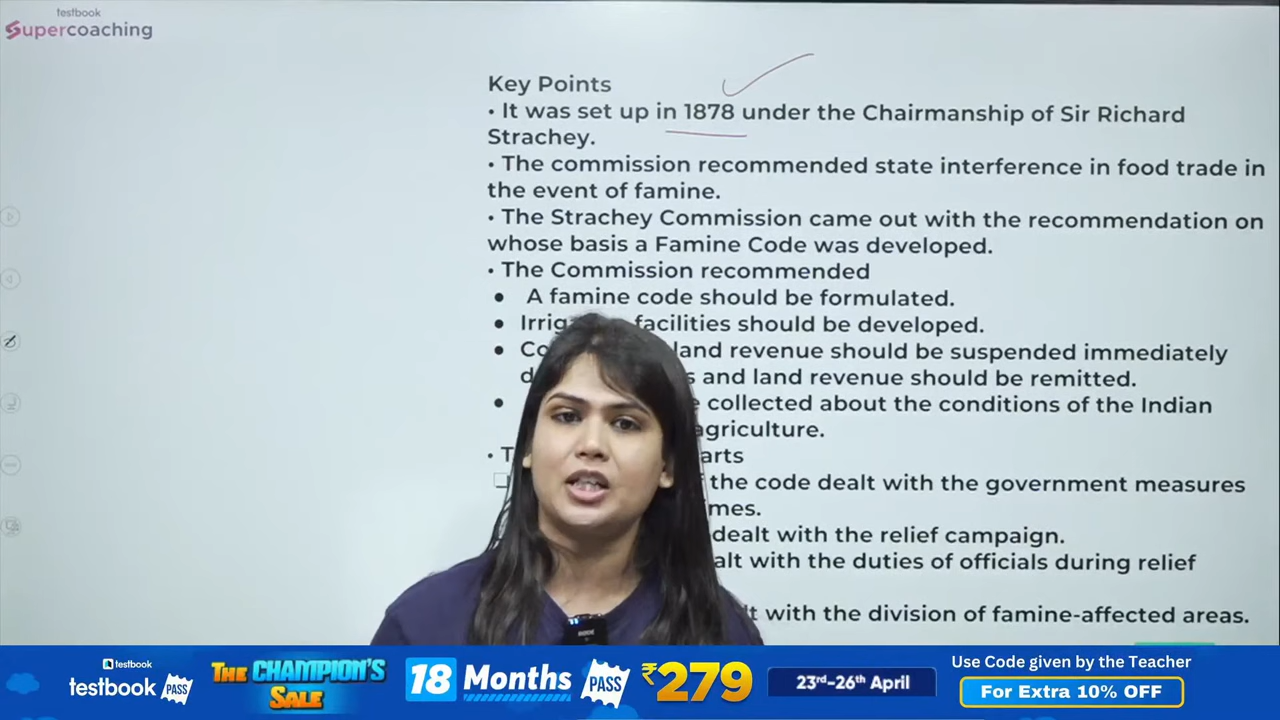 testbook
Supercoaching
Key Points
• It was set up in 1878 under the Chairmanship of Sir Richard
Strachey.
• The commission recommended state interference in food trade in
the event of famine.
• The Strachey Commission came out with the recommendation on
whose basis a Famine Code was developed.
• The Commission recommended
• A famine code should be formulated.
• facilities should be developed.
• land revenue should be suspended immediately
and land revenue should be remitted.
• collected about the conditions of the Indian
agriculture.
•
the code dealt with the government measures
dealt with the relief campaign.
with the duties of officials during relief
with the division of famine-affected areas.
testbook
testbook PASS
THE CHAMPION'S
SALE
18 Months PASS ₹279
23rd-26th April
Use Code given by the Teacher
For Extra 10% OFF